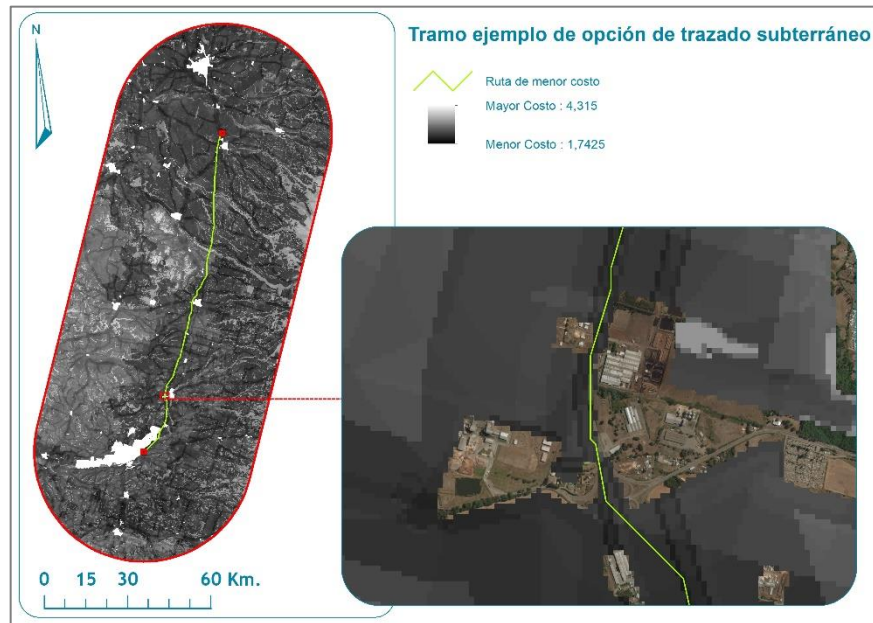 N
Tramo ejemplo de opción de trazado subterráneo
Ruta de menor costo
Mayor Costo : 4,315
Menor Costo : 1,7425
0 15 30 60 Km.